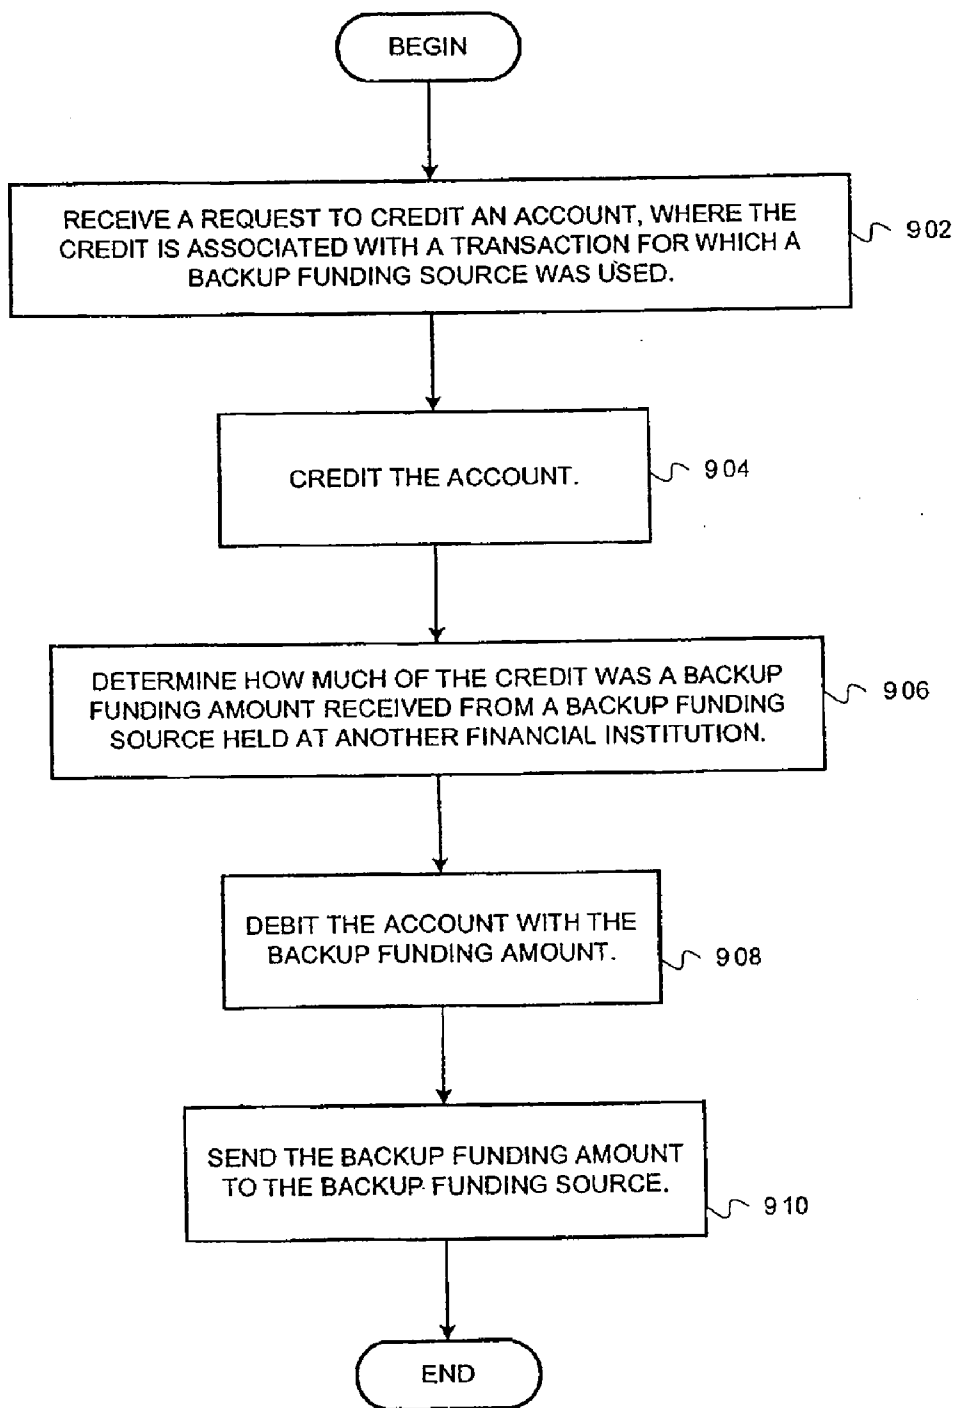 BEGIN
RECEIVE A REQUEST TO CREDIT AN ACCOUNT, WHERE THE
CREDIT IS ASSOCIATED WITH A TRANSACTION FOR WHICH A
BACKUP FUNDING SOURCE WAS USED.
902
CREDIT THE ACCOUNT.
904
DETERMINE HOW MUCH OF THE CREDIT WAS A BACKUP
FUNDING AMOUNT RECEIVED FROM A BACKUP FUNDING
SOURCE HELD AT ANOTHER FINANCIAL INSTITUTION.
906
DEBIT THE ACCOUNT WITH THE
BACKUP FUNDING AMOUNT.
908
SEND THE BACKUP FUNDING AMOUNT
TO THE BACKUP FUNDING SOURCE.
910
END